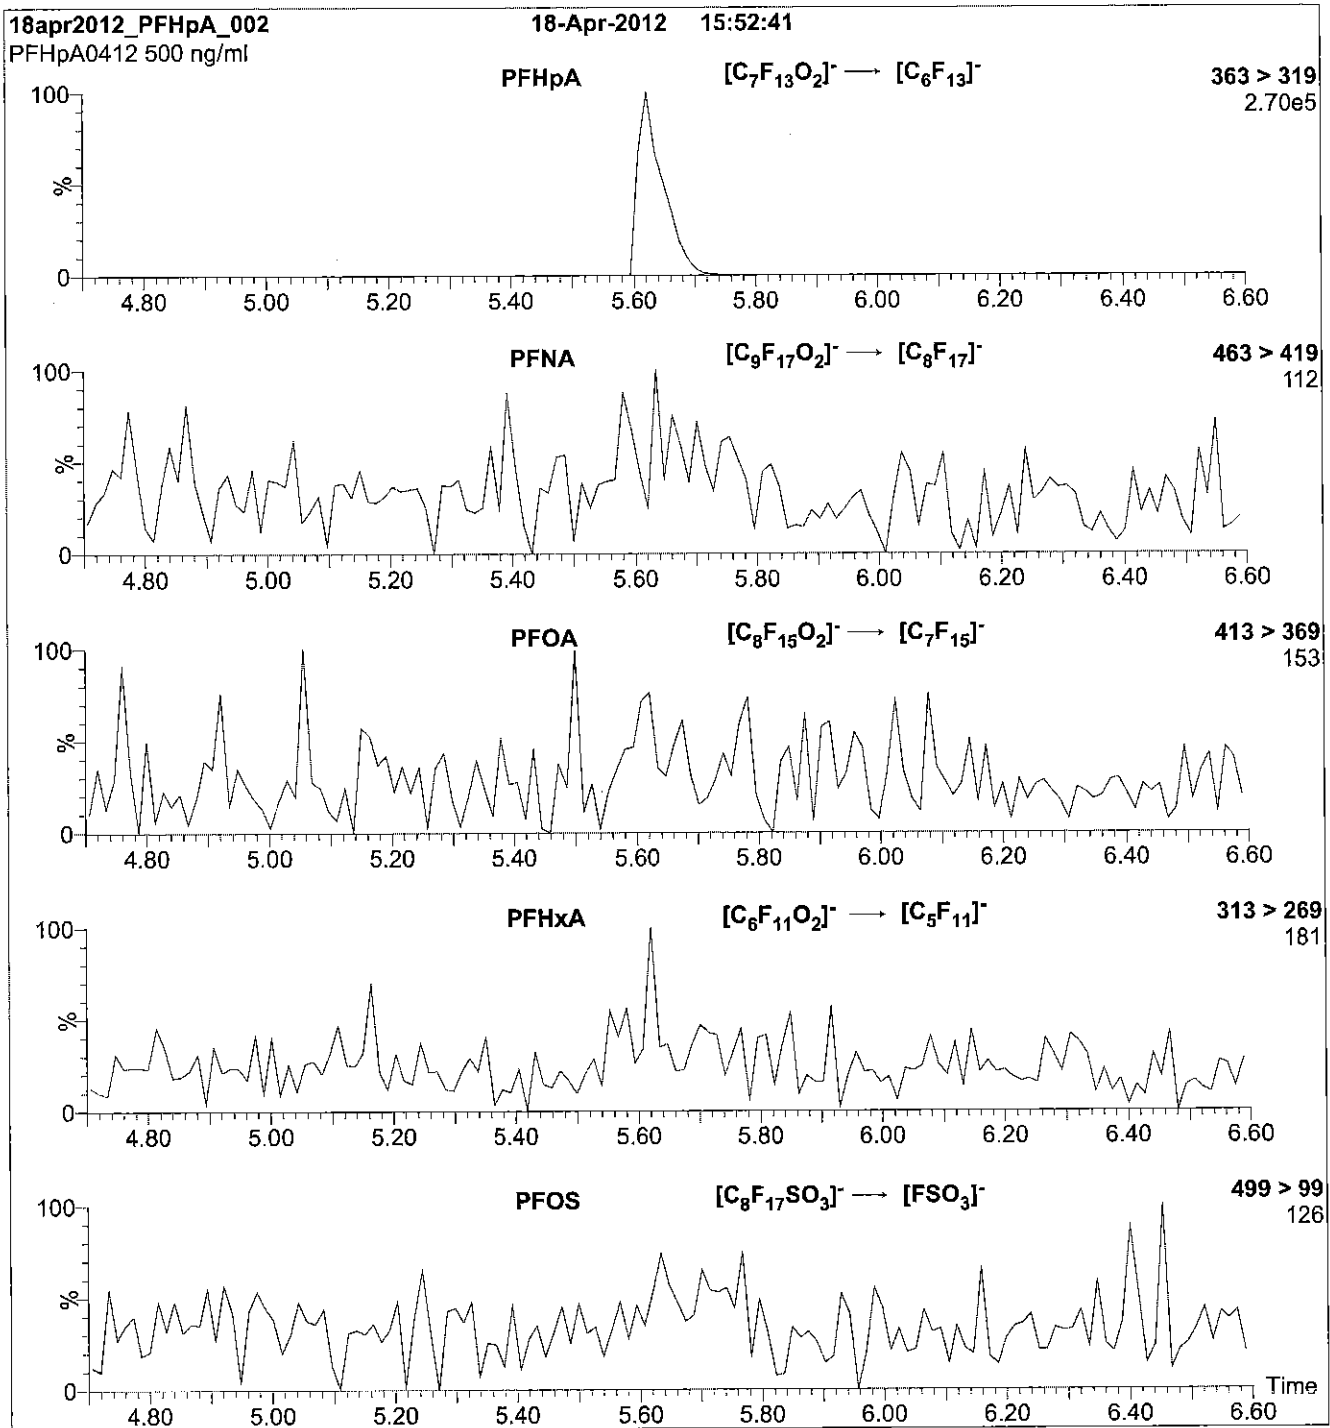 18apr2012_PFHpA_002 18-Apr-2012 15:52:41
PFHpA0412 500 ng/ml
PFHpA [C₇F₁₃O₂]⁻ → [C₆F₁₃]⁻ 363 > 319
2.70e5
100
%
0
4.80 5.00 5.20 5.40 5.60 5.80 6.00 6.20 6.40 6.60
PFNA [C₉F₁₇O₂]⁻ → [C₈F₁₇]⁻ 463 > 419
112
100
%
0
4.80 5.00 5.20 5.40 5.60 5.80 6.00 6.20 6.40 6.60
PFOA [C₈F₁₅O₂]⁻ → [C₇F₁₅]⁻ 413 > 369
153
100
%
0
4.80 5.00 5.20 5.40 5.60 5.80 6.00 6.20 6.40 6.60
PFHxA [C₆F₁₁O₂]⁻ → [C₅F₁₁]⁻ 313 > 269
181
100
%
0
4.80 5.00 5.20 5.40 5.60 5.80 6.00 6.20 6.40 6.60
PFOS [C₈F₁₇SO₃]⁻ → [FSO₃]⁻ 499 > 99
126
100
%
0
Time
4.80 5.00 5.20 5.40 5.60 5.80 6.00 6.20 6.40 6.60